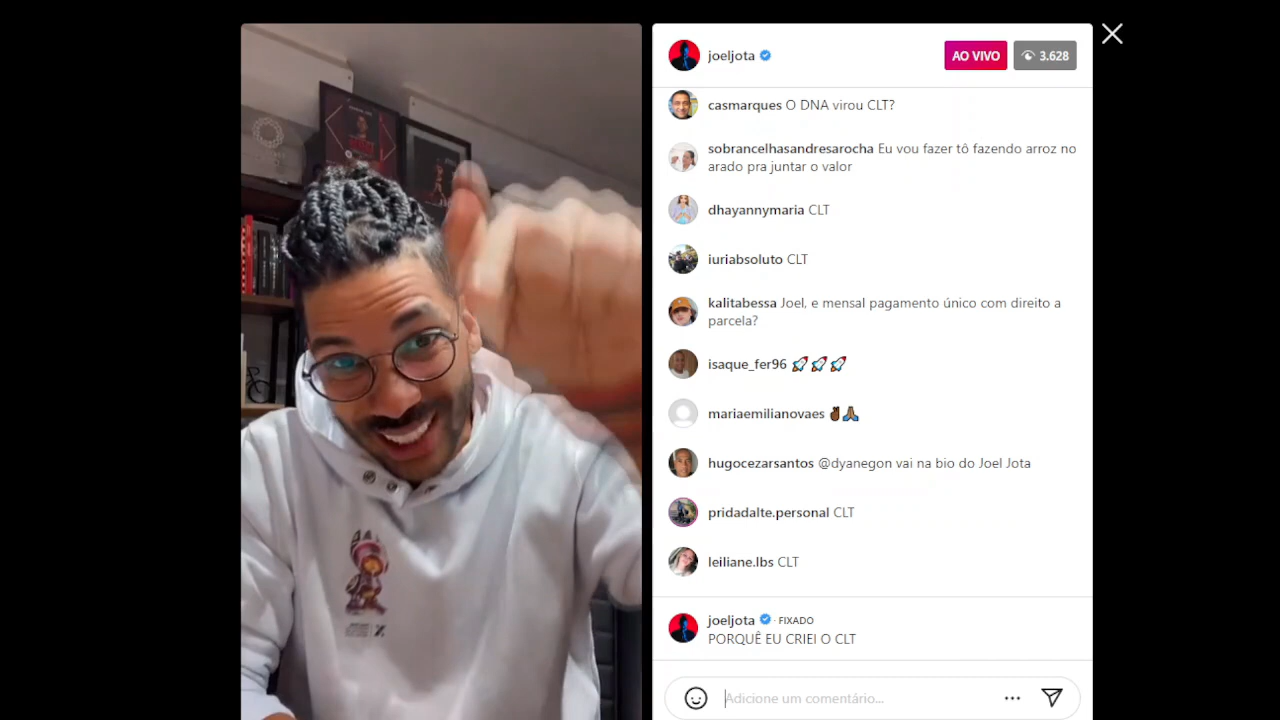 joeljota
AO VIVO
3.628
casmarques O DNA virou CLT?
sobrancelhasandresarocha Eu vou fazer tô fazendo arroz no
arado pra juntar o valor
dhayannymaria CLT
iuriabsoluto CLT
kalitabessa Joel, e mensal pagamento único com direito a
parcela?
isaque_fer96 🚀🚀🚀
mariaemilianovaes ✌🏿🙏🏽
hugocezarsantos @dyanegon vai na bio do Joel Jota
pridadalte.personal CLT
leiliane.lbs CLT
joeljota · FIXADO
PORQUÊ EU CRIEI O CLT
Adicione um comentário...